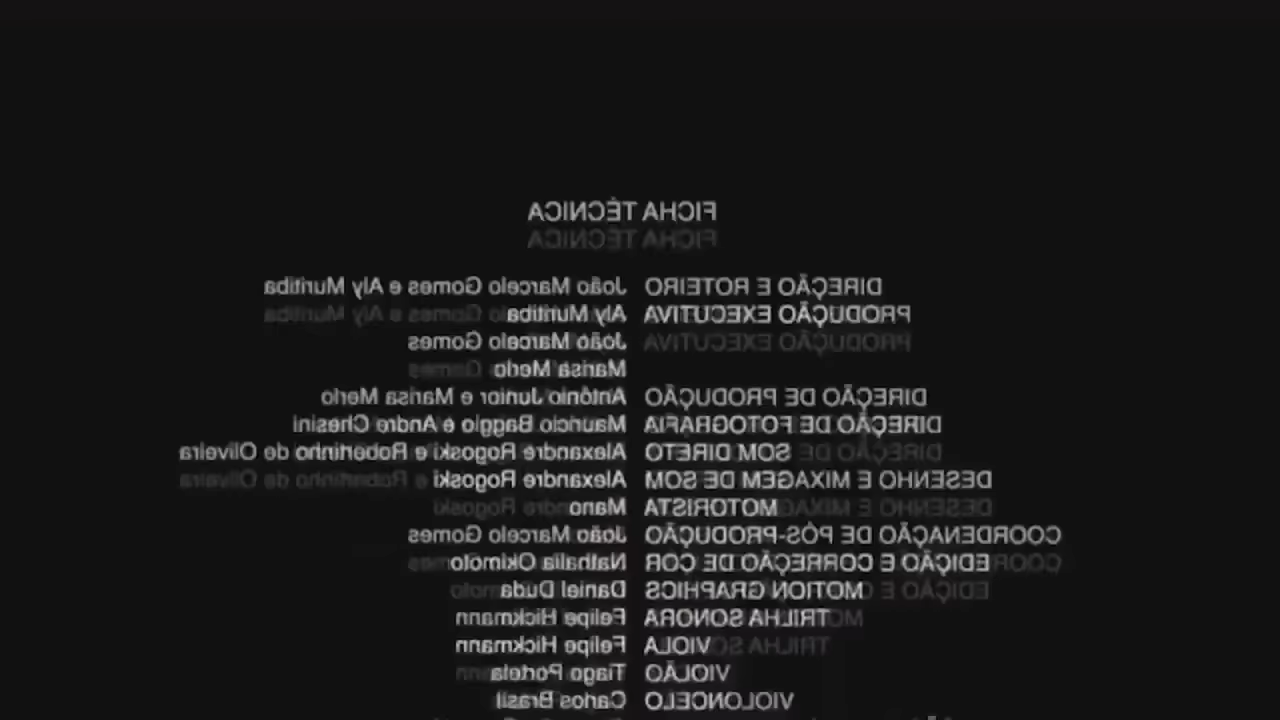 FICHA TÉCNICA
DIREÇÃO E ROTEIRO João Marcelo Gomes e Aly Muritiba
PRODUÇÃO EXECUTIVA Aly Muritiba
João Marcelo Gomes
Marisa Merlo
DIREÇÃO DE PRODUÇÃO Antônio Junior e Marisa Merlo
DIREÇÃO DE FOTOGRAFIA Mauricio Baggio e Andre Chesini
SOM DIRETO Alexandre Rogoski e Robertinho de Oliveira
DESENHO E MIXAGEM DE SOM Alexandre Rogoski
MOTORISTA Mano
COORDENAÇÃO DE PÓS-PRODUÇÃO João Marcelo Gomes
EDIÇÃO E CORREÇÃO DE COR Nathalia Okimoto
MOTION GRAPHICS Daniel Duda
TRILHA SONORA Felipe Hickmann
VIOLA Felipe Hickmann
VIOLÃO Tiago Portela
VIOLONCELO Carlos Brasil